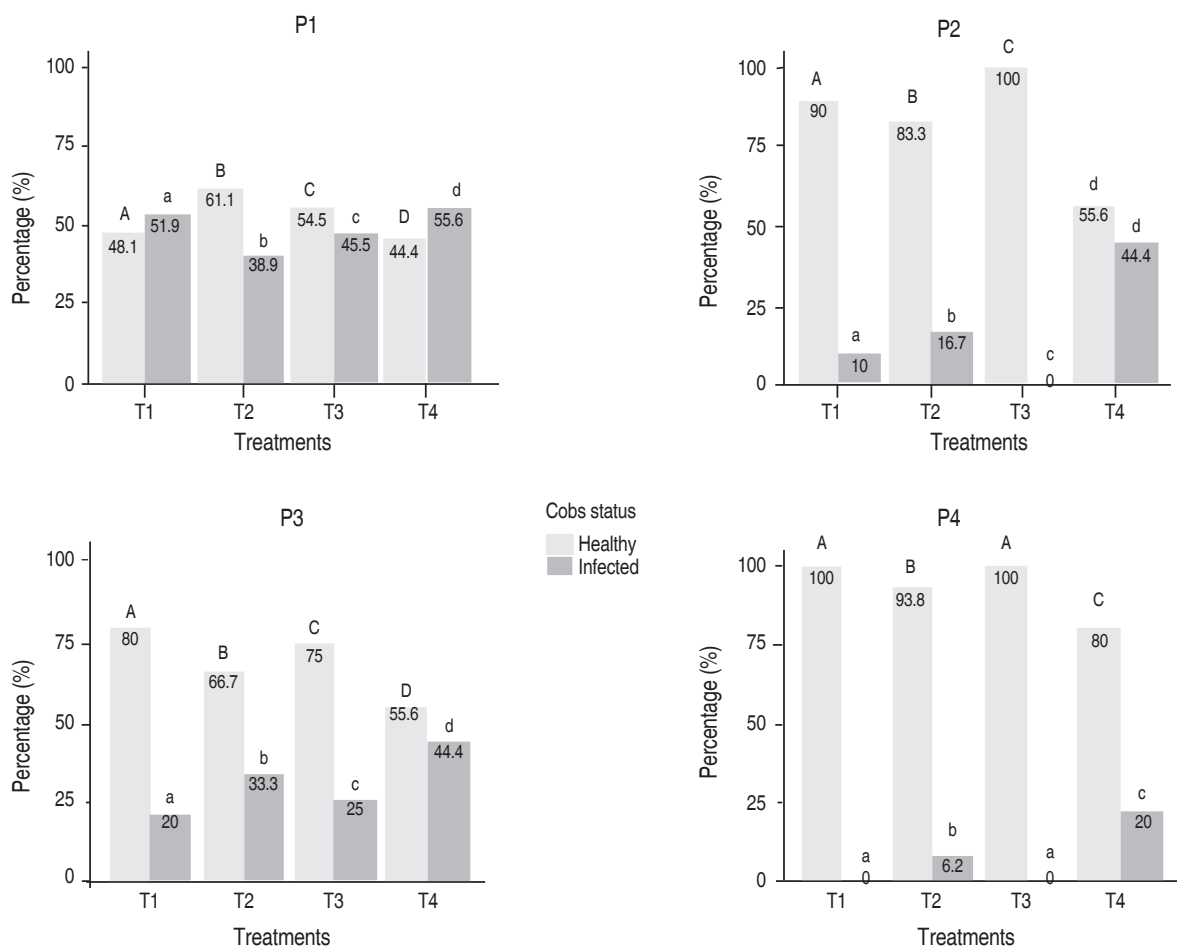 P1
100
75
50
25
0
Percentage (%)
A
a
B
b
C
c
D
d
48.1
51.9
61.1
38.9
54.5
45.5
44.4
55.6
T1
T2
T3
T4
Treatments
P2
100
75
50
25
0
Percentage (%)
A
a
B
b
C
c
d
d
90
10
83.3
16.7
100
0
55.6
44.4
T1
T2
T3
T4
Treatments
P3
100
75
50
25
0
Percentage (%)
A
a
B
b
C
c
D
d
80
20
66.7
33.3
75
25
55.6
44.4
T1
T2
T3
T4
Treatments
Cobs status
Healthy
Infected
P4
100
75
50
25
0
Percentage (%)
A
a
B
b
A
a
C
c
100
0
93.8
6.2
100
0
80
20
T1
T2
T3
T4
Treatments